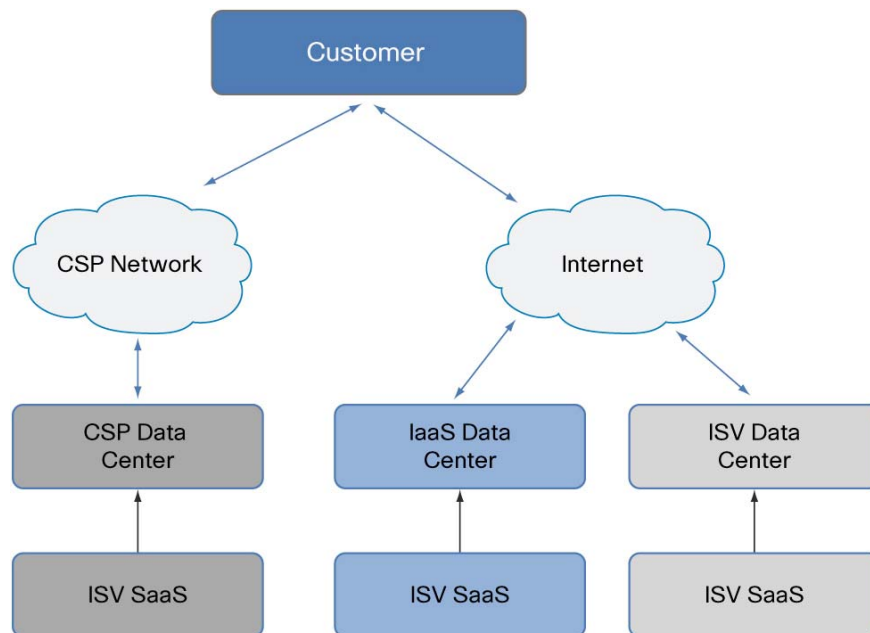 Customer
CSP Network
Internet
CSP Data
Center
IaaS Data
Center
ISV Data
Center
ISV SaaS
ISV SaaS
ISV SaaS